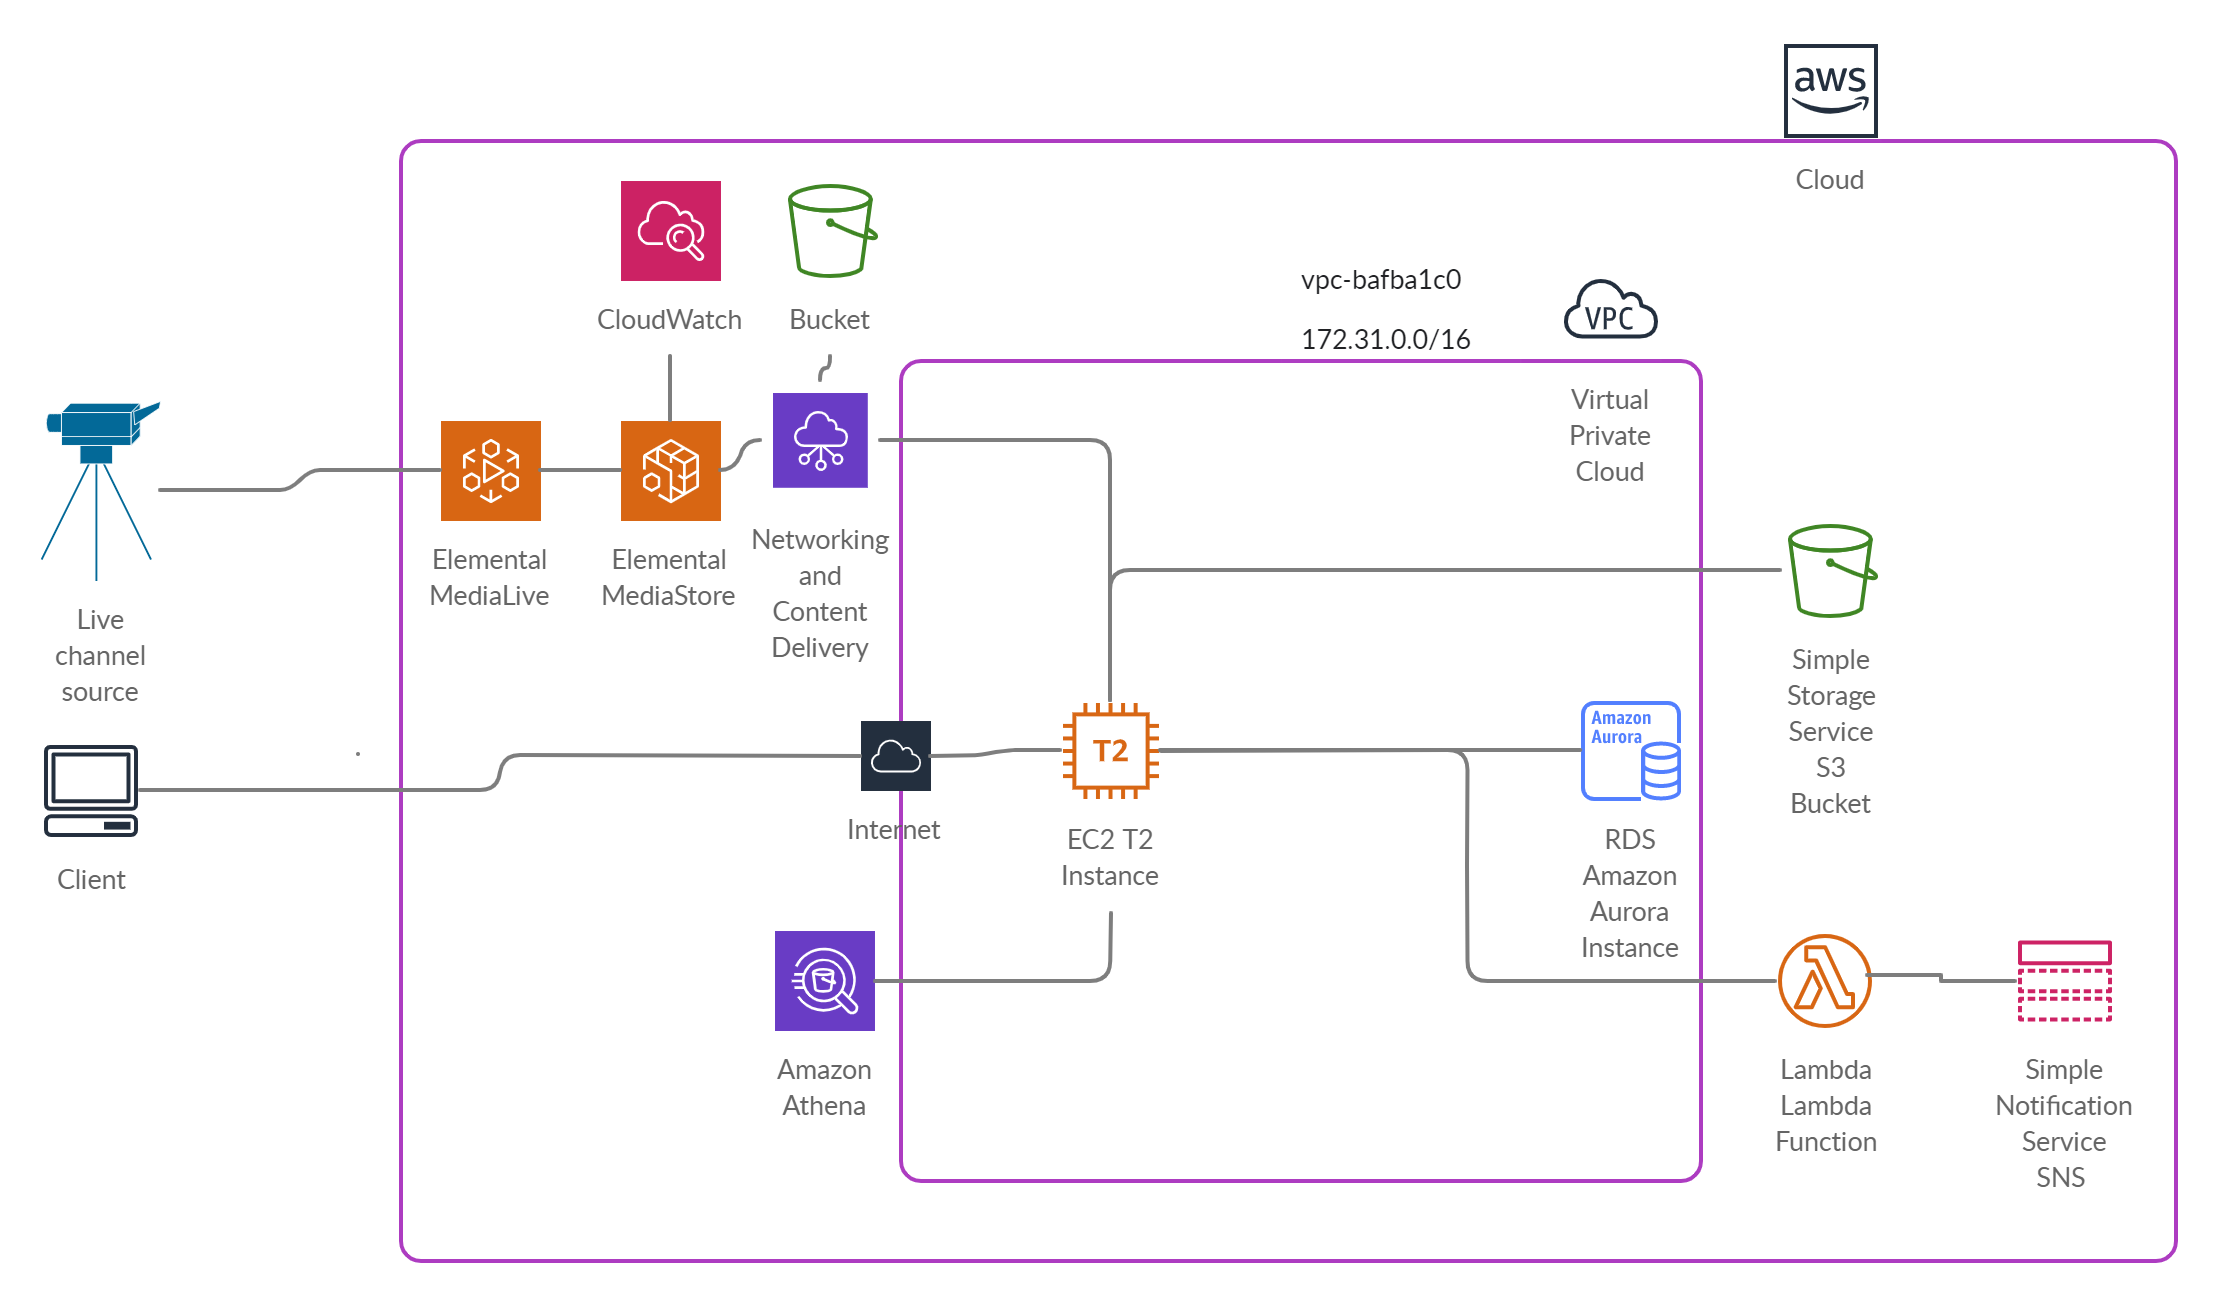 aws
Cloud
CloudWatch
Bucket
vpc-bafba1c0
172.31.0.0/16
VPC
Virtual
Private
Cloud
Elemental
MediaLive
Elemental
MediaStore
Networking
and
Content
Delivery
Live
channel
source
Simple
Storage
Service
S3
Bucket
Client
Internet
T2
EC2 T2
Instance
Amazon
Aurora
RDS
Amazon
Aurora
Instance
Amazon
Athena
Lambda
Lambda
Function
Simple
Notification
Service
SNS